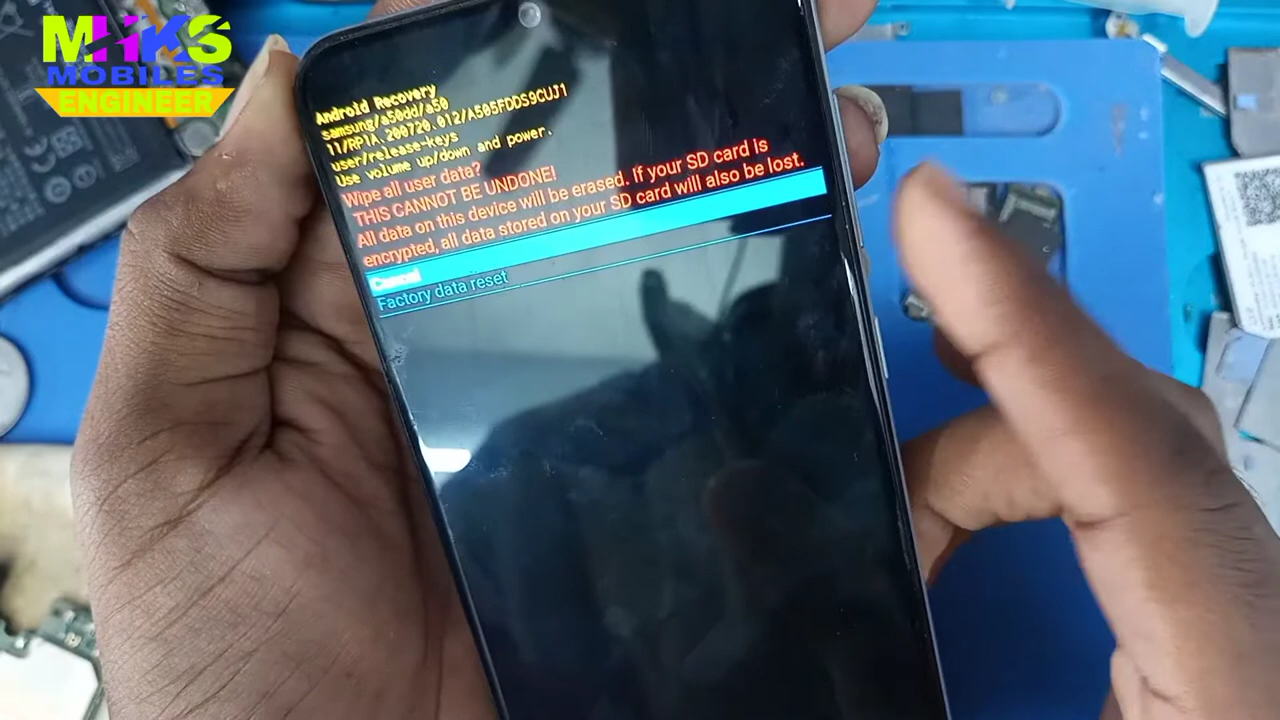 MHKS
MOBILES
ENGINEER
Android Recovery
samsung/a50dd/a50
11/RP1A.200720.012/A505FDDS9CUJ1
user/release-keys
Use volume up/down and power.
Wipe all user data?
THIS CANNOT BE UNDONE!
All data on this device will be erased. If your SD card is
encrypted, all data stored on your SD card will also be lost.
Cancel
Factory data reset